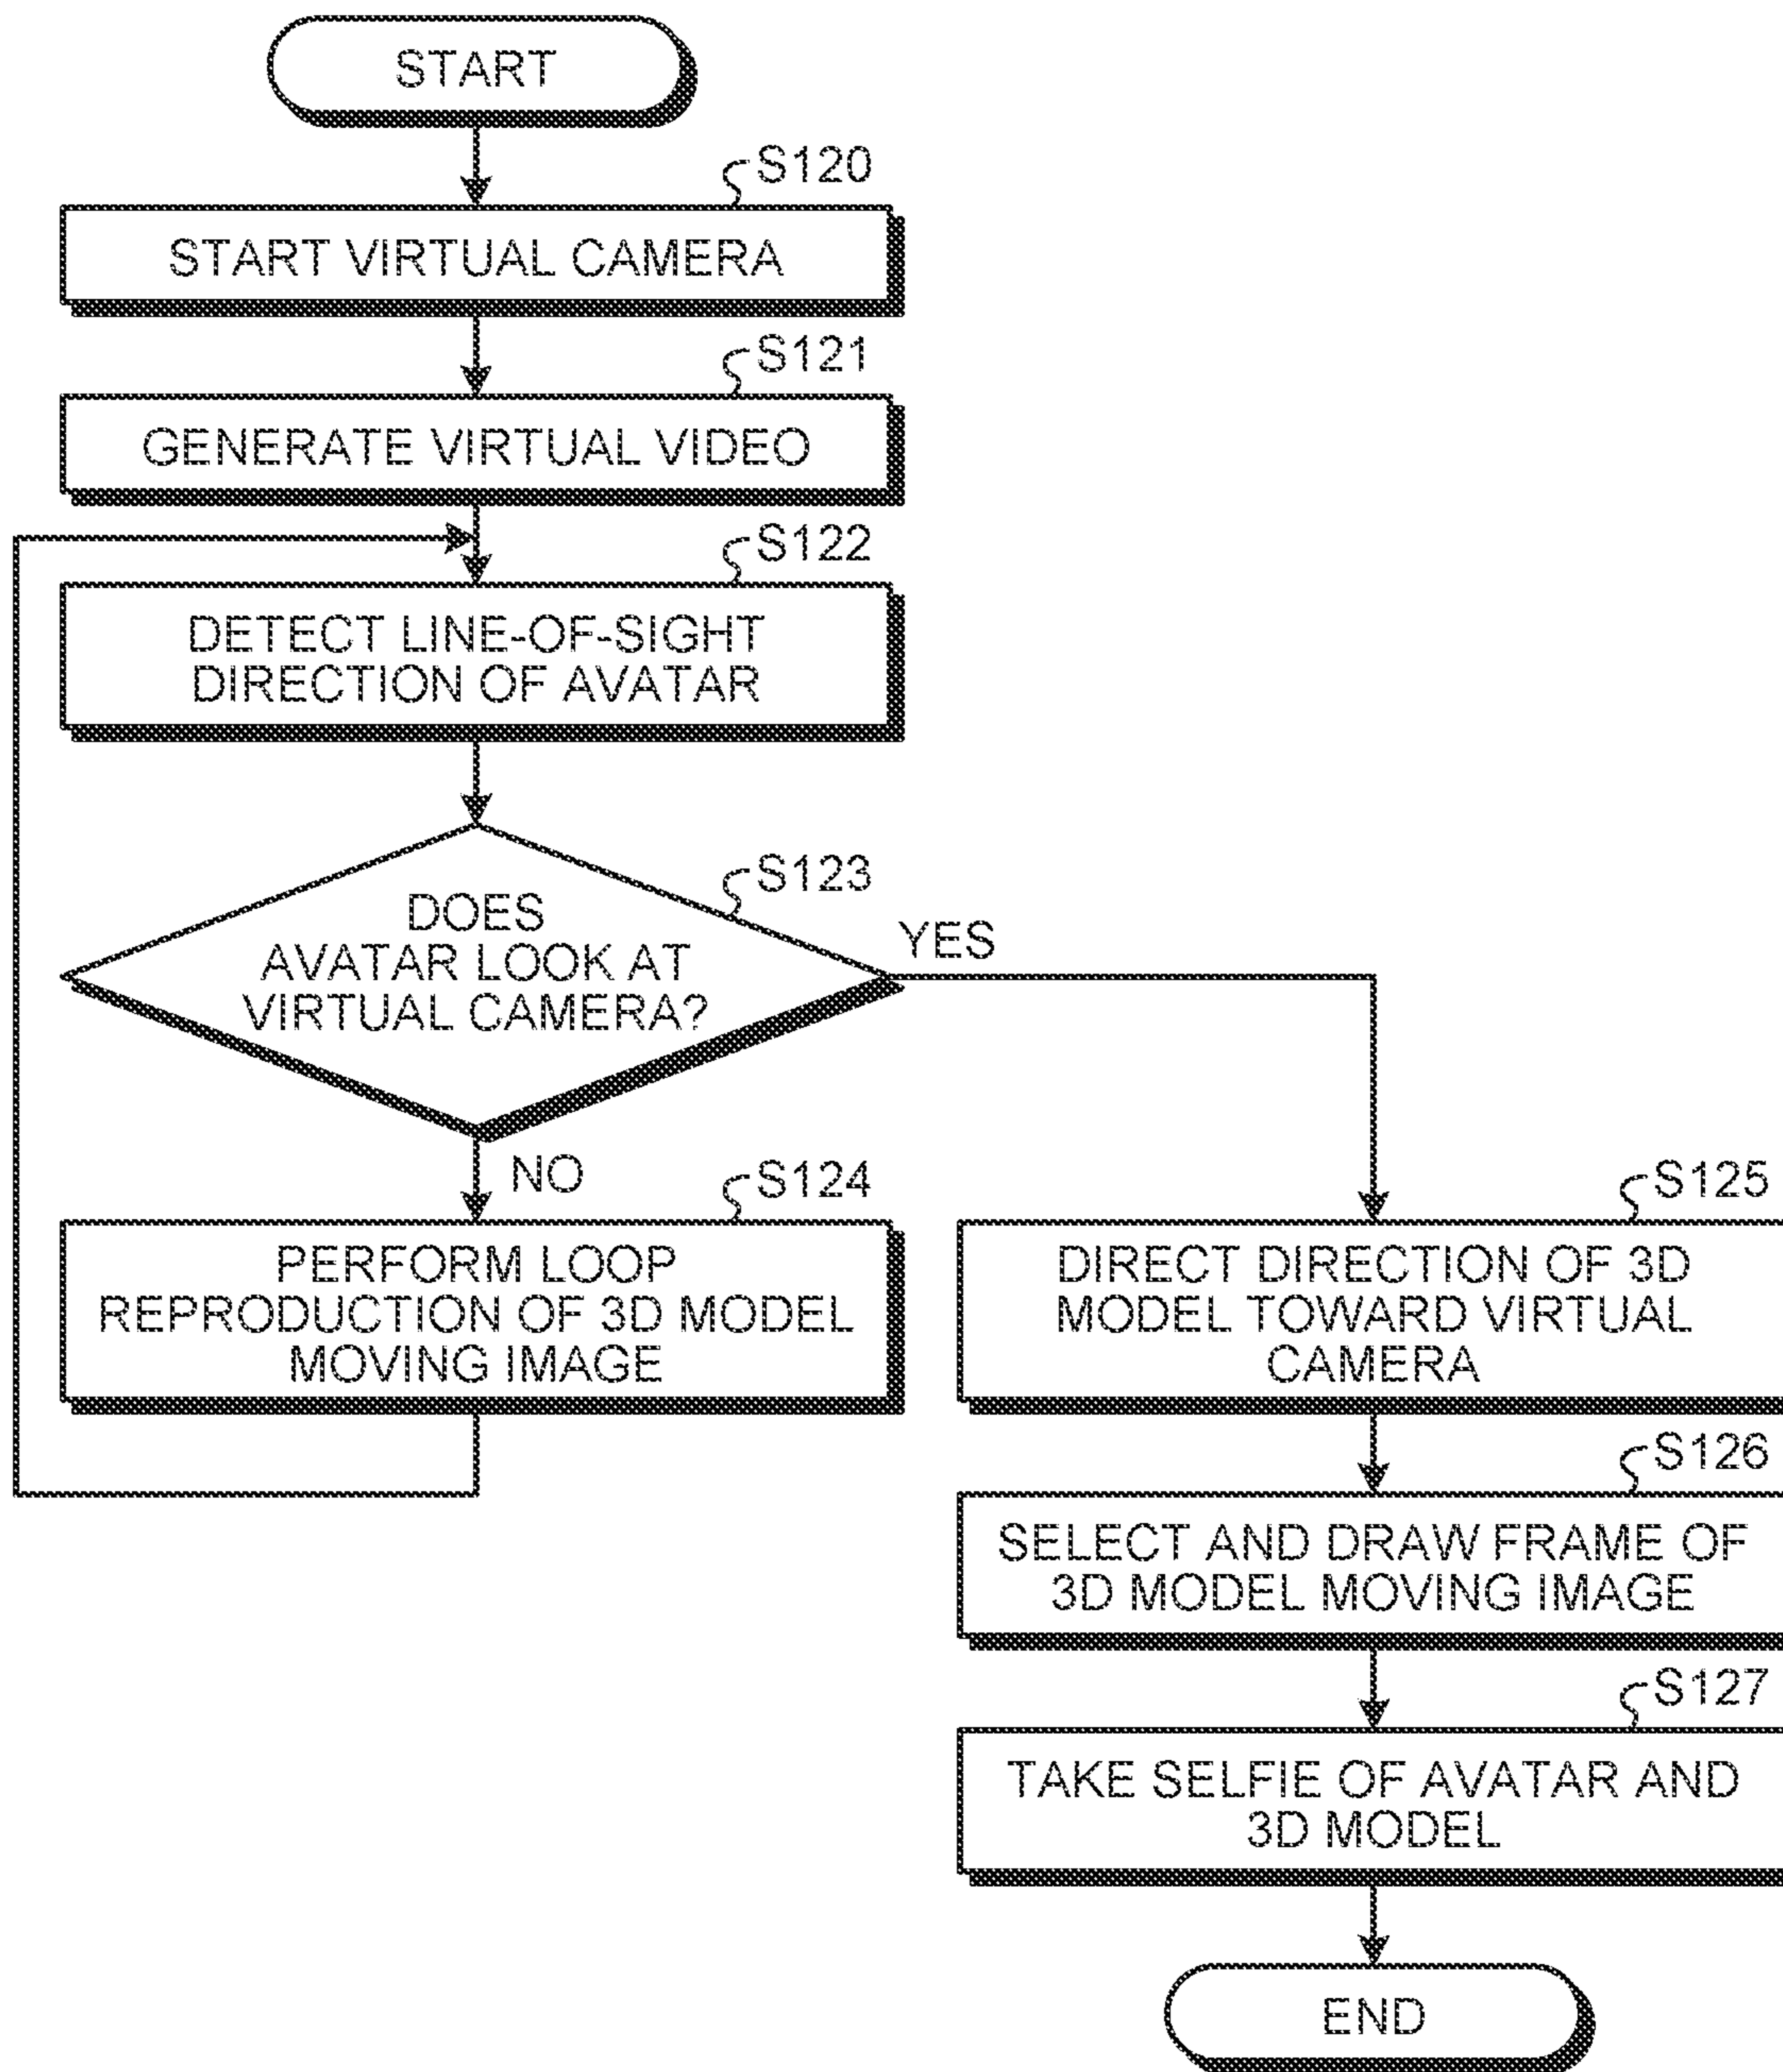 START
S120
START VIRTUAL CAMERA
S121
GENERATE VIRTUAL VIDEO
S122
DETECT LINE-OF-SIGHT
DIRECTION OF AVATAR
S123
DOES
AVATAR LOOK AT
VIRTUAL CAMERA?
YES
NO
S124
PERFORM LOOP
REPRODUCTION OF 3D MODEL
MOVING IMAGE
S125
DIRECT DIRECTION OF 3D
MODEL TOWARD VIRTUAL
CAMERA
S126
SELECT AND DRAW FRAME OF
3D MODEL MOVING IMAGE
S127
TAKE SELFIE OF AVATAR AND
3D MODEL
END